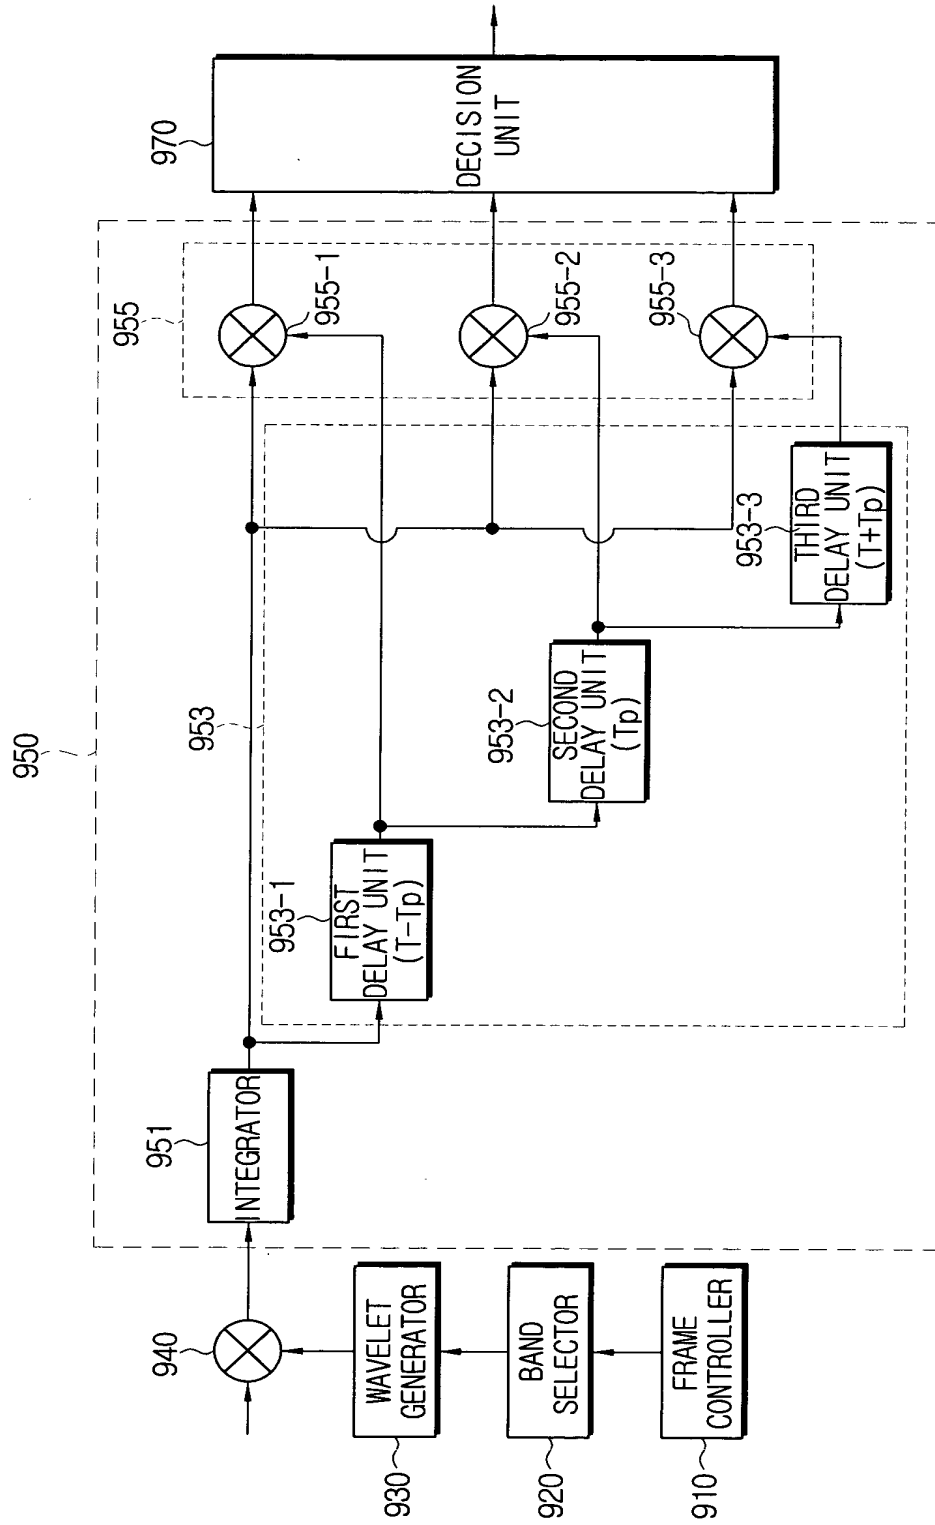 950
955
970
DECISION
UNIT
955-1
955-2
955-3
953
951
INTEGRATOR
953-1
FIRST
DELAY UNIT
(T-Tp)
953-2
SECOND
DELAY UNIT
(Tp)
953-3
THIRD
DELAY UNIT
(T+Tp)
940
WAVELET
GENERATOR
930
BAND
SELECTOR
920
FRAME
CONTROLLER
910